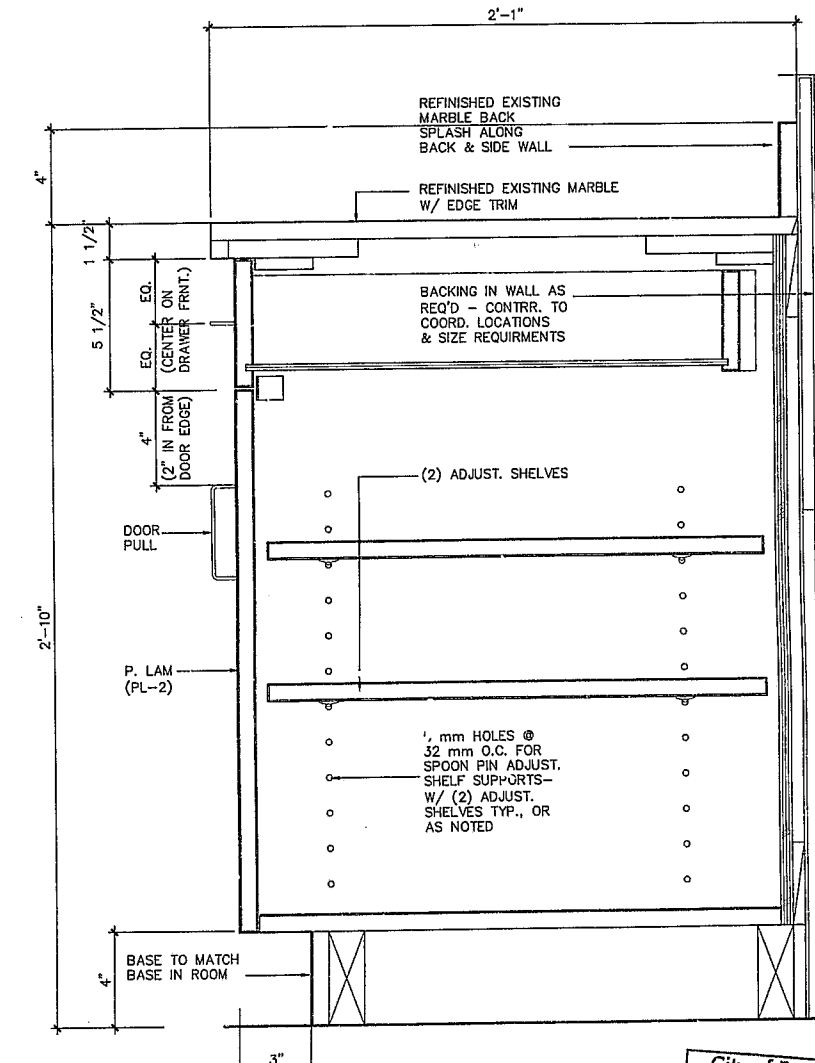 2'-1"
REFINISHED EXISTING
MARBLE BACK
SPLASH ALONG
BACK & SIDE WALL
4"
REFINISHED EXISTING MARBLE
W/ EDGE TRIM
1 1/2"
BACKING IN WALL AS
REQ'D - CONTRR. TO
COORD. LOCATIONS
& SIZE REQUIRMENTS
5 1/2"
EQ.
EQ.
(CENTER ON
DRAWER FRNT.)
4"
(2" IN FROM
DOOR EDGE)
(2) ADJUST. SHELVES
DOOR
PULL
2'-10"
P. LAM
(PL-2)
mm HOLES @
32 mm O.C. FOR
SPOON PIN ADJUST.
SHELF SUPPORTS-
W/ (2) ADJUST.
SHELVES TYP., OR
AS NOTED
4"
BASE TO MATCH
BASE IN ROOM
3"